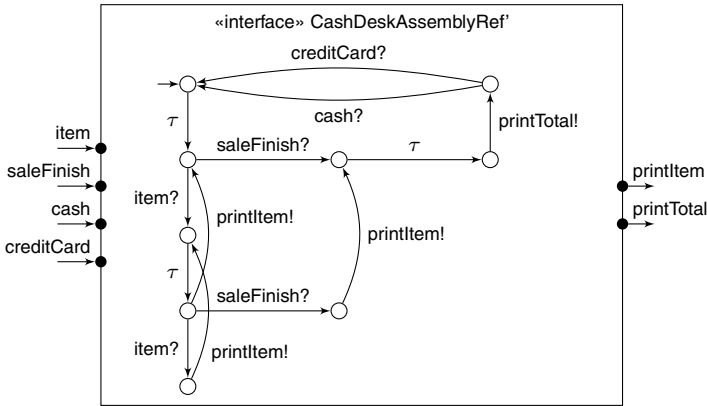 «interface» CashDeskAssemblyRef’
creditCard?
cash?
τ
printTotal!
item
saleFinish?
τ
saleFinish
printItem
item?
cash
printItem!
printTotal
printItem!
creditCard
τ
saleFinish?
item?
printItem!